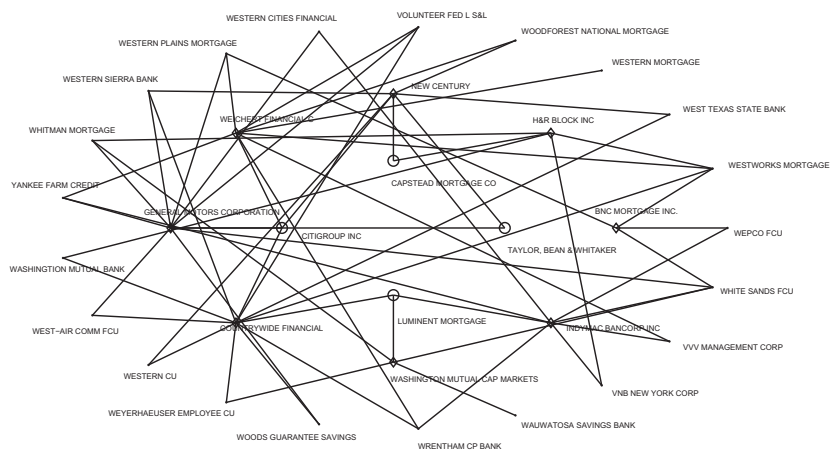 WESTERN CITIES FINANCIAL
VOLUNTEER FED L S&L
WOODFOREST NATIONAL MORTGAGE
WESTERN PLAINS MORTGAGE
WESTERN MORTGAGE
WESTERN SIERRA BANK
NEW CENTURY
WEST TEXAS STATE BANK
WEICHERT FINANCIAL C
H&R BLOCK INC
WHITMAN MORTGAGE
WESTWORKS MORTGAGE
YANKEE FARM CREDIT
CAPSTEAD MORTGAGE CO
GENERAL MOTORS CORPORATION
BNC MORTGAGE INC.
CITIGROUP INC
WEPCO FCU
TAYLOR, BEAN & WHITAKER
WASHINGTION MUTUAL BANK
WHITE SANDS FCU
LUMINENT MORTGAGE
WEST-AIR COMM FCU
COUNTRYWIDE FINANCIAL
INDYMAC BANCORP, INC
VVV MANAGEMENT CORP
WESTERN CU
WASHINGTON MUTUAL CAP MARKETS
VNB NEW YORK CORP
WEYERHAEUSER EMPLOYEE CU
WAUWATOSA SAVINGS BANK
WOODS GUARANTEE SAVINGS
WRENTHAM CP BANK